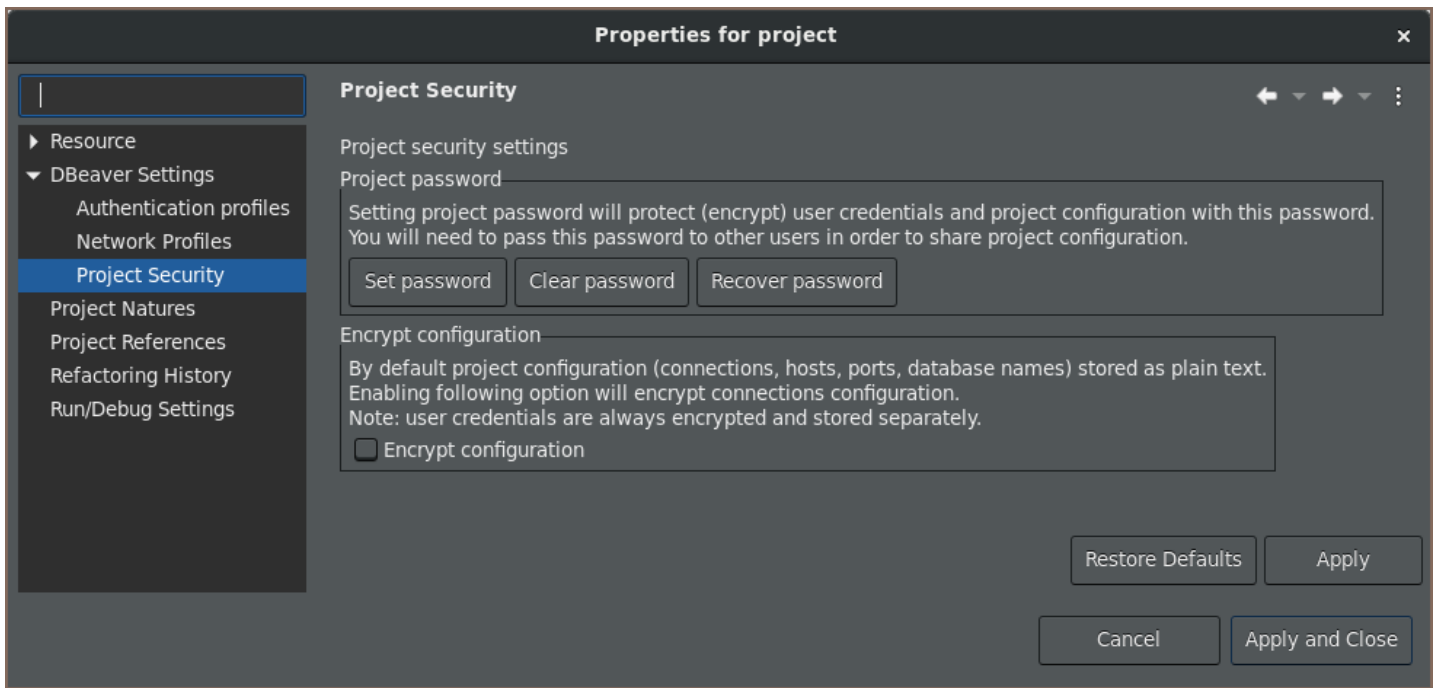 Properties for project
Project Security
Resource
DBeaver Settings
Authentication profiles
Network Profiles
Project Security
Project Natures
Project References
Refactoring History
Run/Debug Settings
Project security settings
Project password
Setting project password will protect (encrypt) user credentials and project configuration with this password.
You will need to pass this password to other users in order to share project configuration.
Set password
Clear password
Recover password
Encrypt configuration
By default project configuration (connections, hosts, ports, database names) stored as plain text.
Enabling following option will encrypt connections configuration.
Note: user credentials are always encrypted and stored separately.
Encrypt configuration
Restore Defaults
Apply
Cancel
Apply and Close